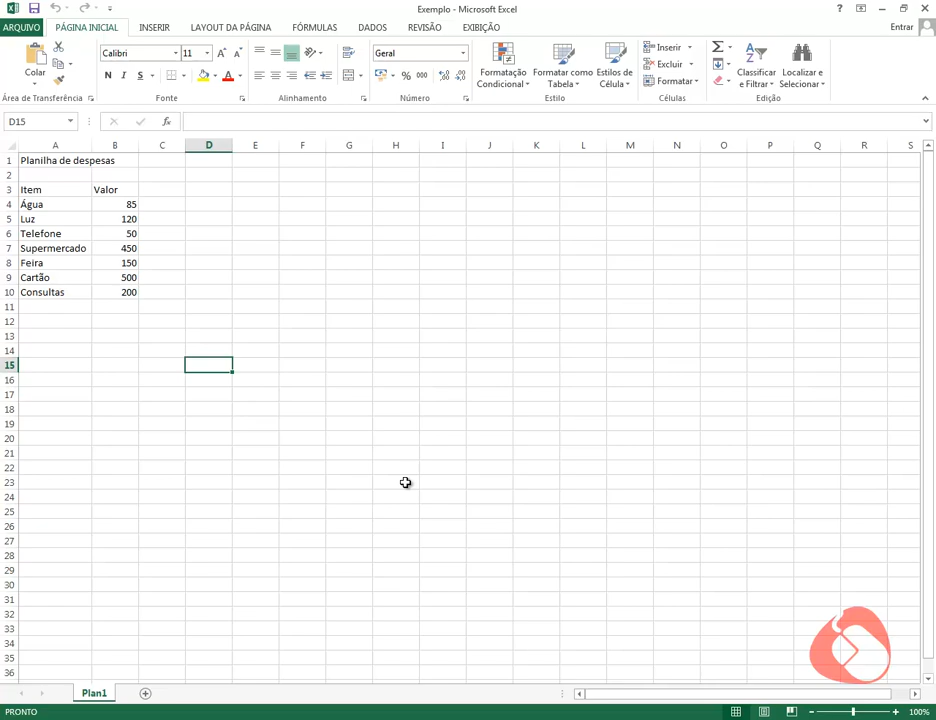 Exemplo - Microsoft Excel
ARQUIVO PÁGINA INICIAL INSERIR LAYOUT DA PÁGINA FÓRMULAS DADOS REVISÃO EXIBIÇÃO Entrar
Calibri 11 Geral
Colar
N I S
% 000
Formatação Condicional
Formatar como Tabela
Estilos de Célula
Inserir
Excluir
Formatar
Classificar e Filtrar
Localizar e Selecionar
Área de Transferência Fonte Alinhamento Número Estilo Células Edição
D15 fx
A B C D E F G H I J K L M N O P Q R S
1 Planilha de despesas
2
3 Item Valor
4 Água 85
5 Luz 120
6 Telefone 50
7 Supermercado 450
8 Feira 150
9 Cartão 500
10 Consultas 200
11
12
13
14
15
16
17
18
19
20
21
22
23
24
25
26
27
28
29
30
31
32
33
34
35
36
Plan1
PRONTO 100%